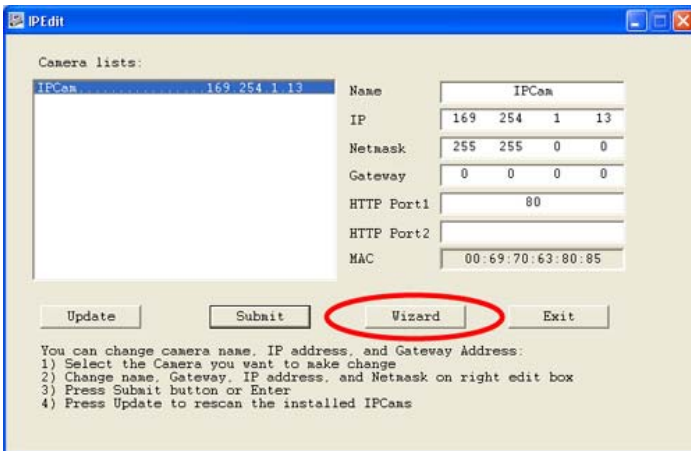 IPEdit
Camera lists:
IPCam.................169.254.1.13
Name IPCam
IP 169 254 1 13
Netmask 255 255 0 0
Gateway 0 0 0 0
HTTP Port1 80
HTTP Port2
MAC 00:69:70:63:80:85
Update Submit Wizard Exit
You can change camera name, IP address, and Gateway Address:
1) Select the Camera you want to make change
2) Change name, Gateway, IP address, and Netmask on right edit box
3) Press Submit button or Enter
4) Press Update to rescan the installed IPCams